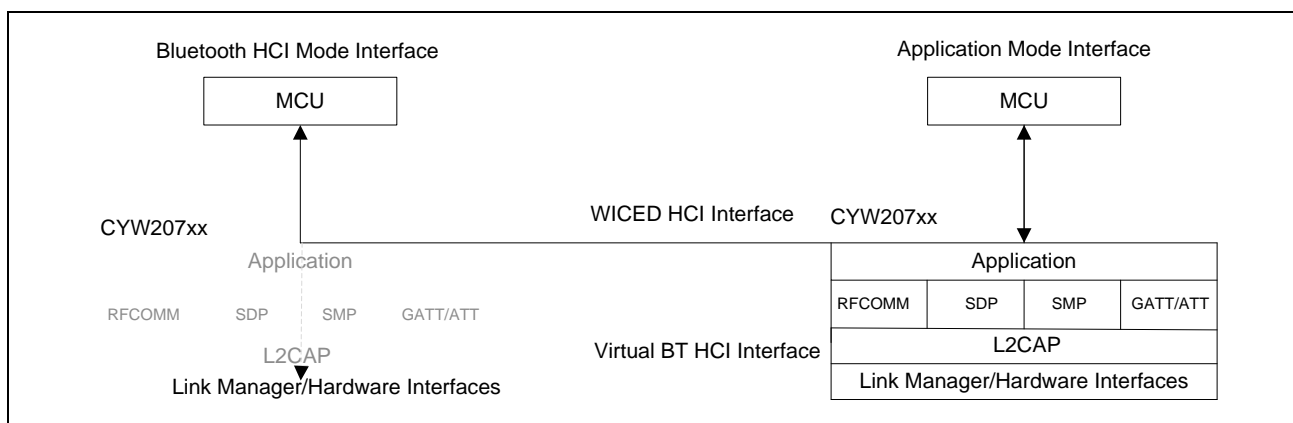 Bluetooth HCI Mode Interface
MCU
CYW207xx
Application
RFCOMM SDP SMP GATT/ATT
L2CAP
Link Manager/Hardware Interfaces
WICED HCI Interface
Virtual BT HCI Interface
Application Mode Interface
MCU
CYW207xx
Application
RFCOMM SDP SMP GATT/ATT
L2CAP
Link Manager/Hardware Interfaces